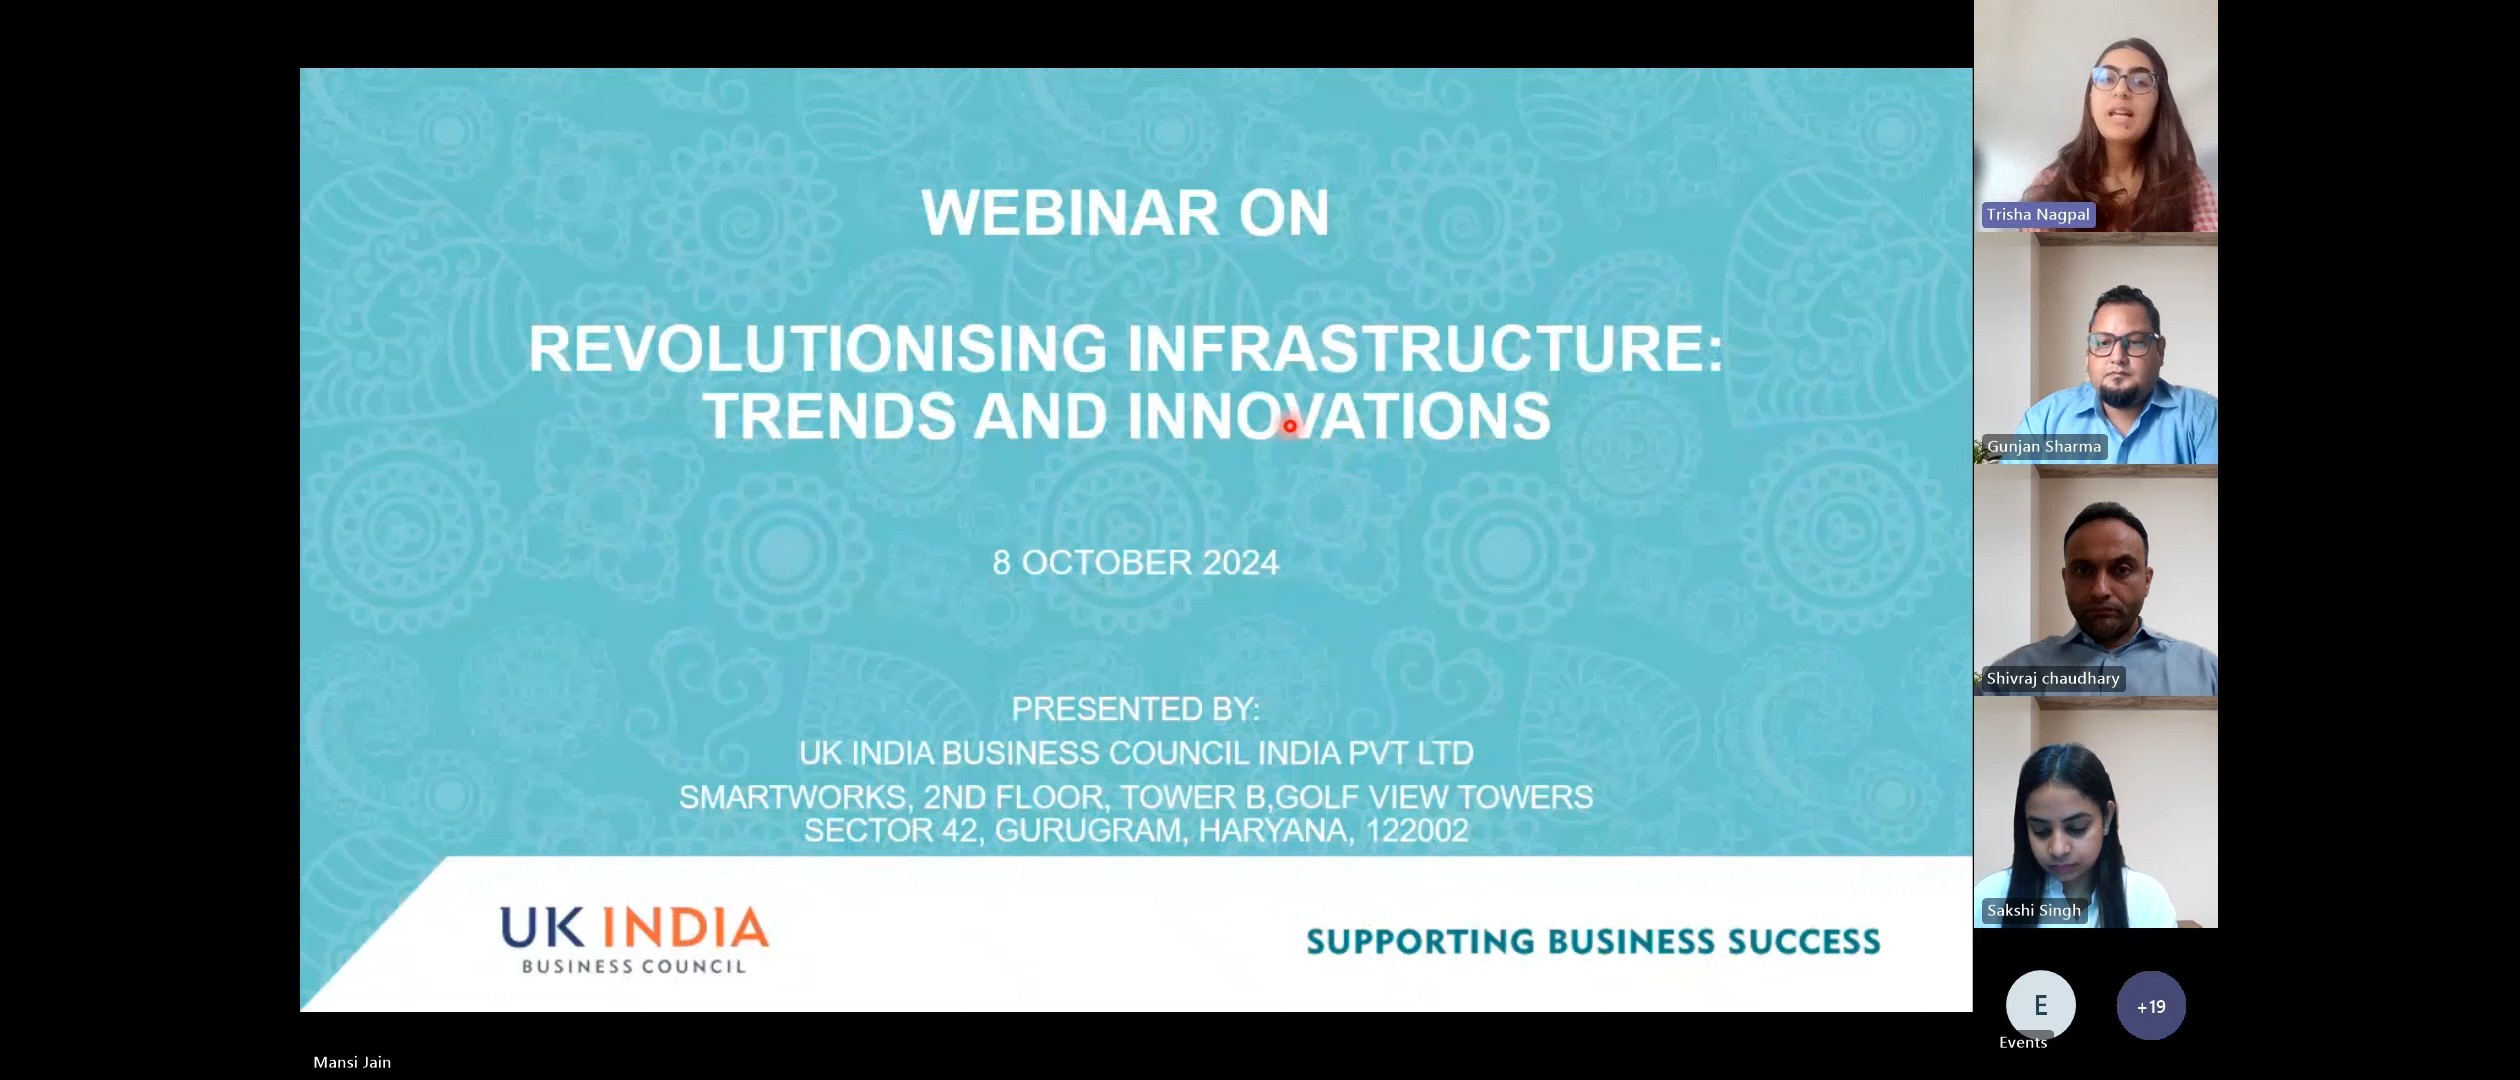 WEBINAR ON
REVOLUTIONISING INFRASTRUCTURE:
TRENDS AND INNOVATIONS
8 OCTOBER 2024
PRESENTED BY:
UK INDIA BUSINESS COUNCIL INDIA PVT LTD
SMARTWORKS, 2ND FLOOR, TOWER B,GOLF VIEW TOWERS
SECTOR 42, GURUGRAM, HARYANA, 122002
UK INDIA
BUSINESS COUNCIL
SUPPORTING BUSINESS SUCCESS
Mansi Jain
Trisha Nagpal
Gunjan Sharma
Shivraj chaudhary
Sakshi Singh
E
Events
+19